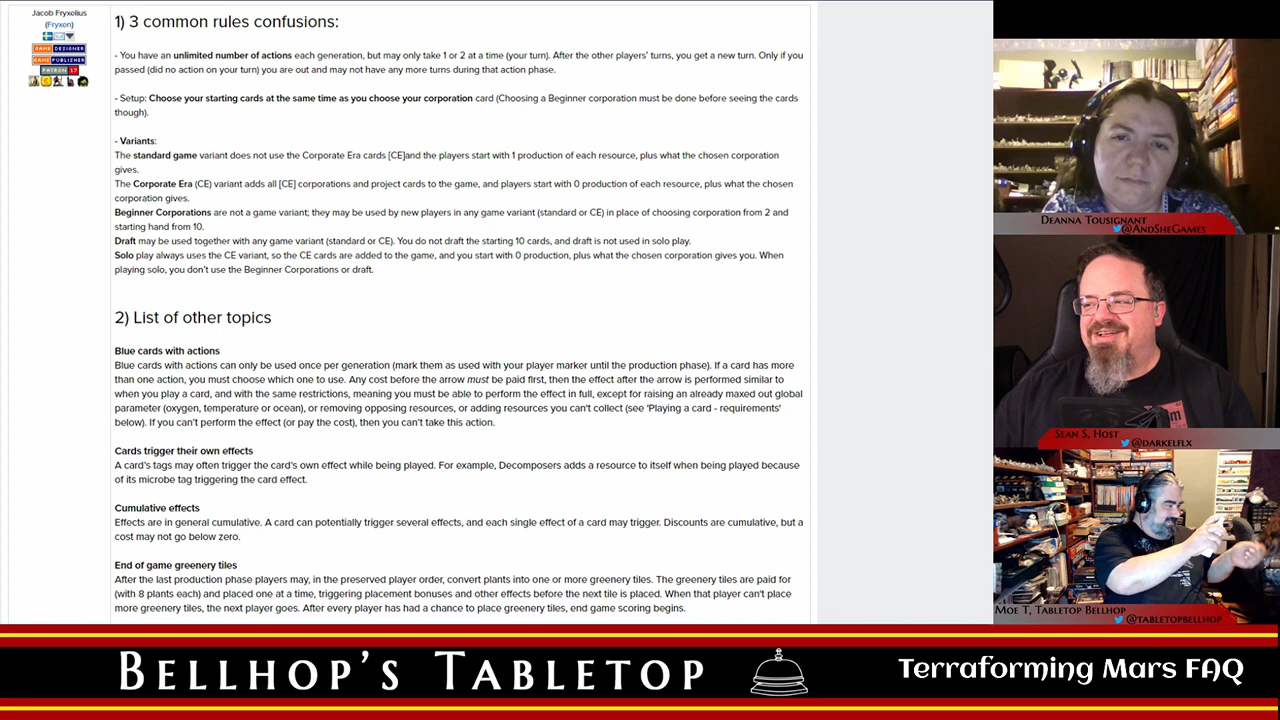 Jacob Fryxelius
(Fryxen)
GAME DESIGNER
GAME PUBLISHER
PATRON 17
1) 3 common rules confusions:
- You have an unlimited number of actions each generation, but may only take 1 or 2 at a time (your turn). After the other players' turns, you get a new turn. Only if you
passed (did no action on your turn) you are out and may not have any more turns during that action phase.
- Setup: Choose your starting cards at the same time as you choose your corporation card (Choosing a Beginner corporation must be done before seeing the cards
though).
- Variants:
The standard game variant does not use the Corporate Era cards [CE]and the players start with 1 production of each resource, plus what the chosen corporation
gives.
The Corporate Era (CE) variant adds all [CE] corporations and project cards to the game, and players start with 0 production of each resource, plus what the chosen
corporation gives.
Beginner Corporations are not a game variant; they may be used by new players in any game variant (standard or CE) in place of choosing corporation from 2 and
starting hand from 10.
Draft may be used together with any game variant (standard or CE). You do not draft the starting 10 cards, and draft is not used in solo play.
Solo play always uses the CE variant, so the CE cards are added to the game, and you start with 0 production, plus what the chosen corporation gives you. When
playing solo, you don't use the Beginner Corporations or draft.
2) List of other topics
Blue cards with actions
Blue cards with actions can only be used once per generation (mark them as used with your player marker until the production phase). If a card has more
than one action, you must choose which one to use. Any cost before the arrow must be paid first, then the effect after the arrow is performed similar to
when you play a card, and with the same restrictions, meaning you must be able to perform the effect in full, except for raising an already maxed out global
parameter (oxygen, temperature or ocean), or removing opposing resources, or adding resources you can't collect (see 'Playing a card - requirements'
below). If you can't perform the effect (or pay the cost), then you can't take this action.
Cards trigger their own effects
A card's tags may often trigger the card's own effect while being played. For example, Decomposers adds a resource to itself when being played because
of its microbe tag triggering the card effect.
Cumulative effects
Effects are in general cumulative. A card can potentially trigger several effects, and each single effect of a card may trigger. Discounts are cumulative, but a
cost may not go below zero.
End of game greenery tiles
After the last production phase players may, in the preserved player order, convert plants into one or more greenery tiles. The greenery tiles are paid for
(with 8 plants each) and placed one at a time, triggering placement bonuses and other effects before the next tile is placed. When that player can't place
more greenery tiles, the next player goes. After every player has had a chance to place greenery tiles, end game scoring begins.
Deanna Tousignant
@AndSheGames
Sean S, Host
@darkelflx
Moe T, Tabletop Bellhop
@tabletopbellhop
Bellhop's Tabletop
Terraforming Mars FAQ